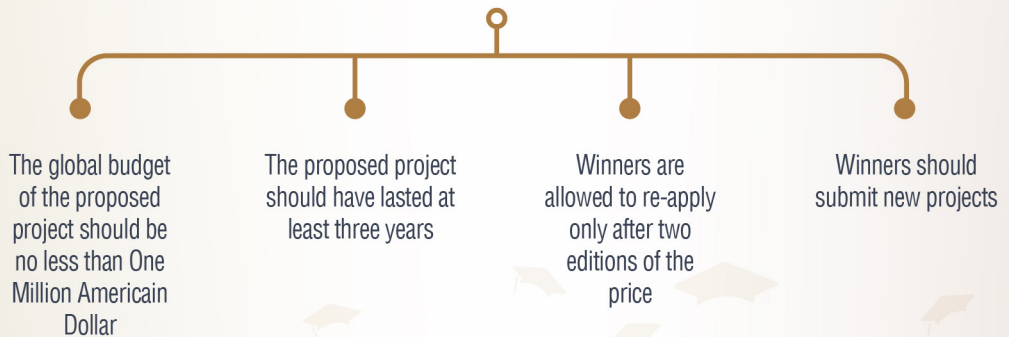 The global budget
of the proposed
project should be
no less than One
Million Americain
Dollar
The proposed project
should have lasted at
least three years
Winners are
allowed to re-apply
only after two
editions of the
price
Winners should
submit new projects